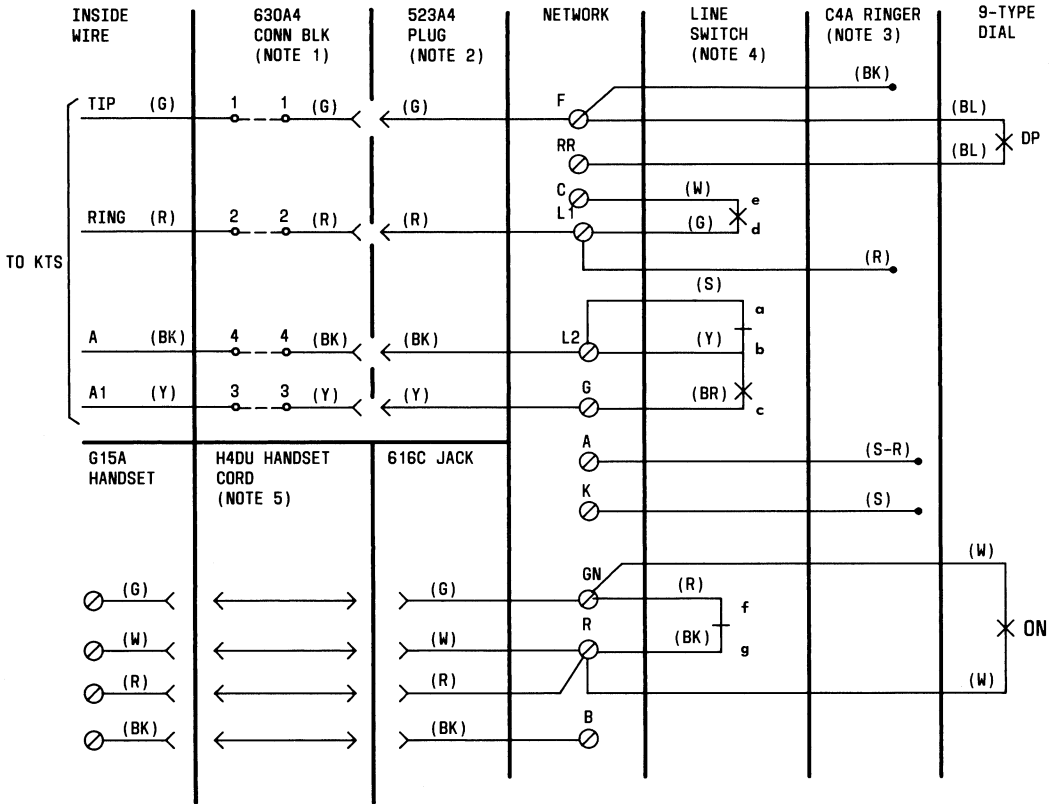 INSIDE WIRE
630A4 CONN BLK (NOTE 1)
523A4 PLUG (NOTE 2)
NETWORK
LINE SWITCH (NOTE 4)
C4A RINGER (NOTE 3)
9-TYPE DIAL
(BK)
TIP (G) 1 1 (G) (G) F (BL)
DP
RR (BL)
C (W) e
RING (R) 2 2 (R) (R) L1 (G) d
TO KTS
(R)
(S)
a
A (BK) 4 4 (BK) (BK) L2 (Y) b
A1 (Y) 3 3 (Y) (Y) G (BR) c
G15A HANDSET
H4DU HANDSET CORD (NOTE 5)
616C JACK
A (S-R)
K (S)
(W)
(G) (G) GN (R) f
ON
(W) (W) R (BK) g
(R) (R) (W)
(BK) (BK) B